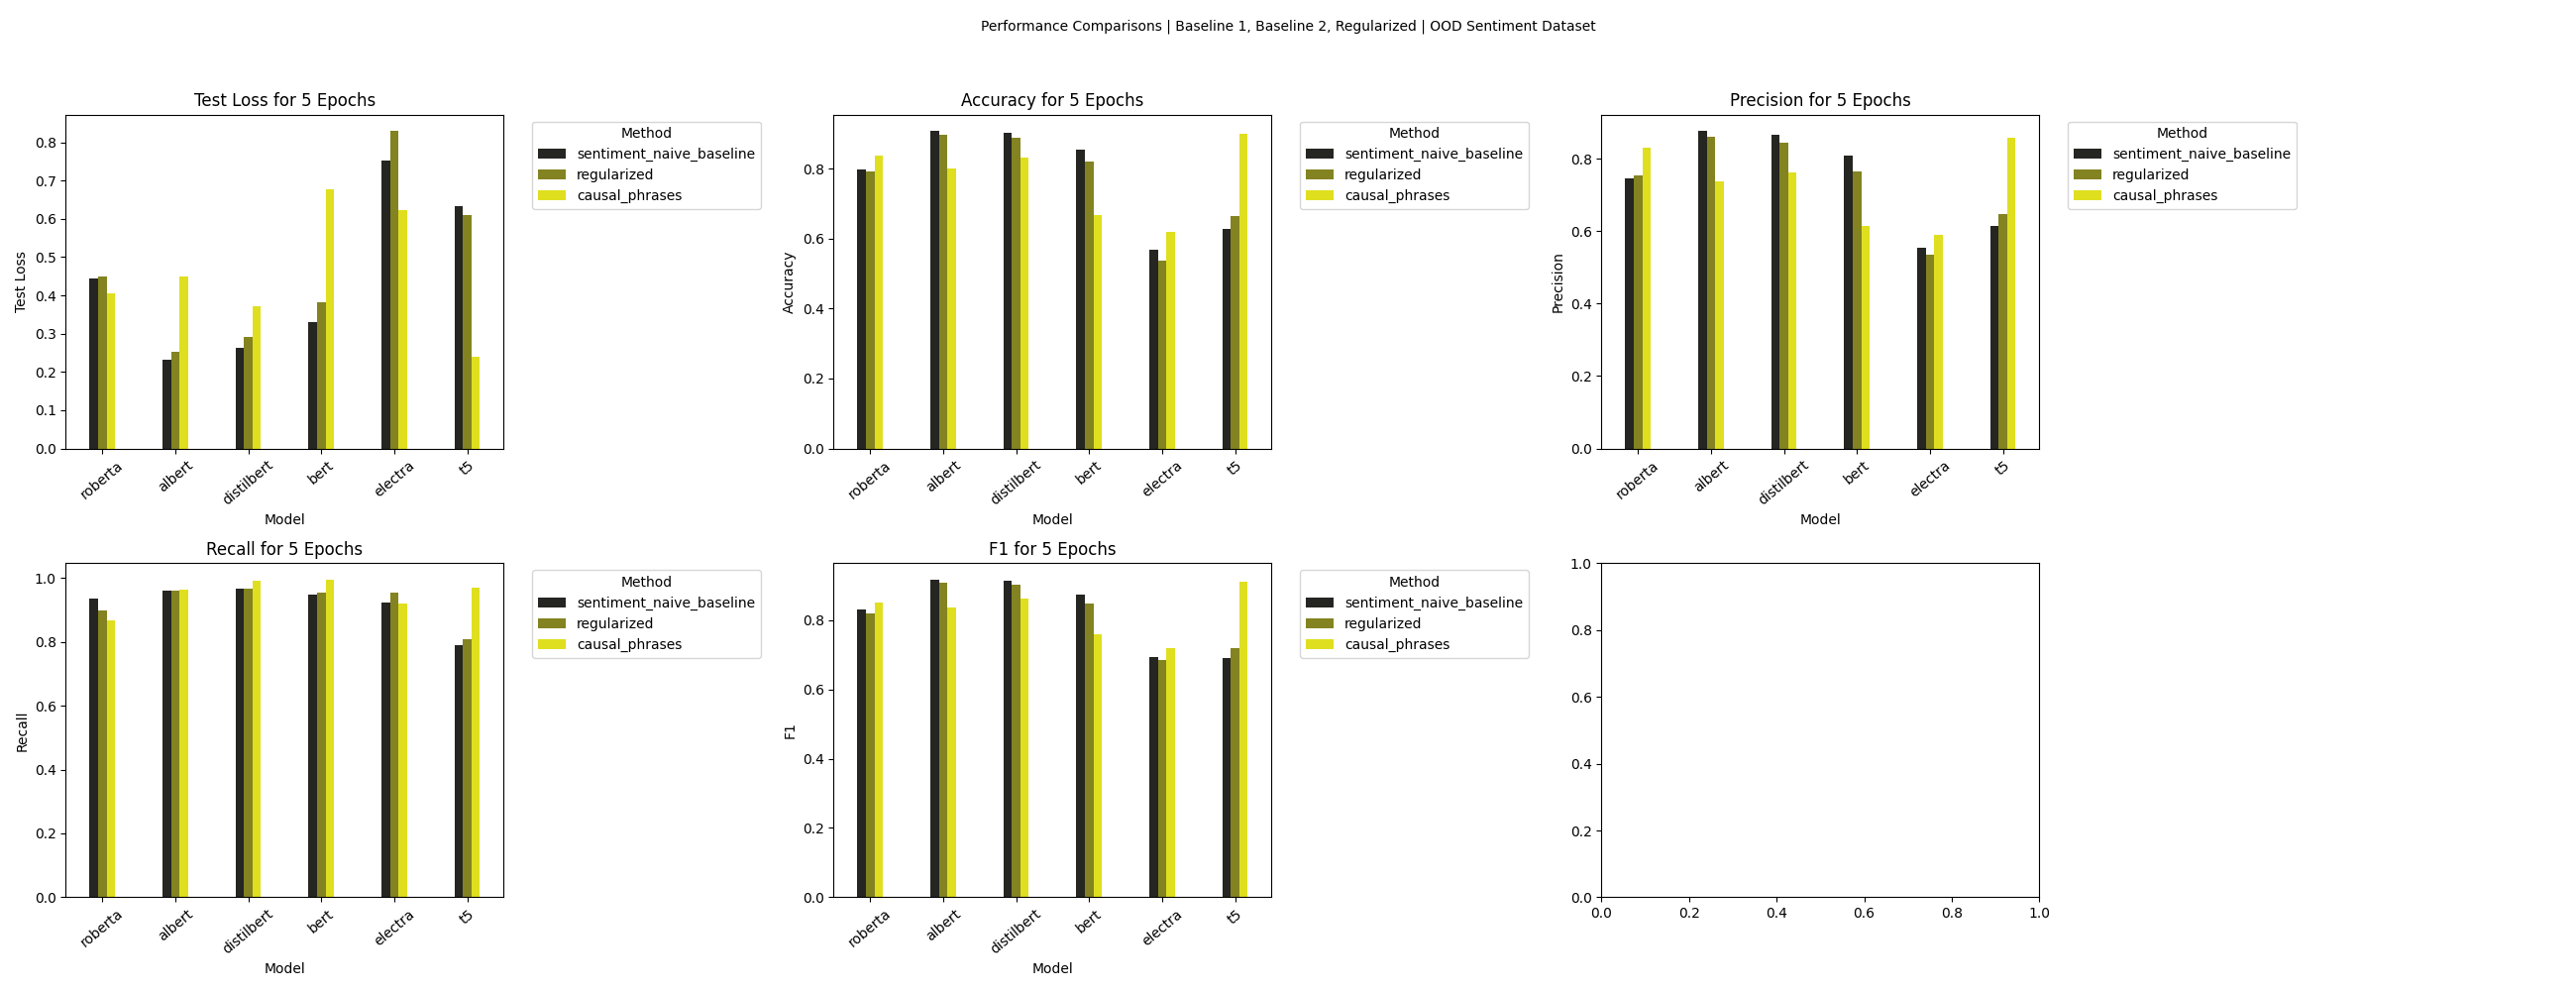 Performance Comparisons | Baseline 1, Baseline 2, Regularized | OOD Sentiment Dataset
Test Loss for 5 Epochs
Test Loss
0.8
0.7
0.6
0.5
0.4
0.3
0.2
0.1
0.0
roberta
albert
distilbert
bert
electra
t5
Model
Method
sentiment_naive_baseline
regularized
causal_phrases
Accuracy for 5 Epochs
Accuracy
0.8
0.6
0.4
0.2
0.0
roberta
albert
distilbert
bert
electra
t5
Model
Method
sentiment_naive_baseline
regularized
causal_phrases
Precision for 5 Epochs
Precision
0.8
0.6
0.4
0.2
0.0
roberta
albert
distilbert
bert
electra
t5
Model
Method
sentiment_naive_baseline
regularized
causal_phrases
Recall for 5 Epochs
Recall
1.0
0.8
0.6
0.4
0.2
0.0
roberta
albert
distilbert
bert
electra
t5
Model
Method
sentiment_naive_baseline
regularized
causal_phrases
F1 for 5 Epochs
F1
0.8
0.6
0.4
0.2
0.0
roberta
albert
distilbert
bert
electra
t5
Model
Method
sentiment_naive_baseline
regularized
causal_phrases
1.0
0.8
0.6
0.4
0.2
0.0
0.0 0.2 0.4 0.6 0.8 1.0